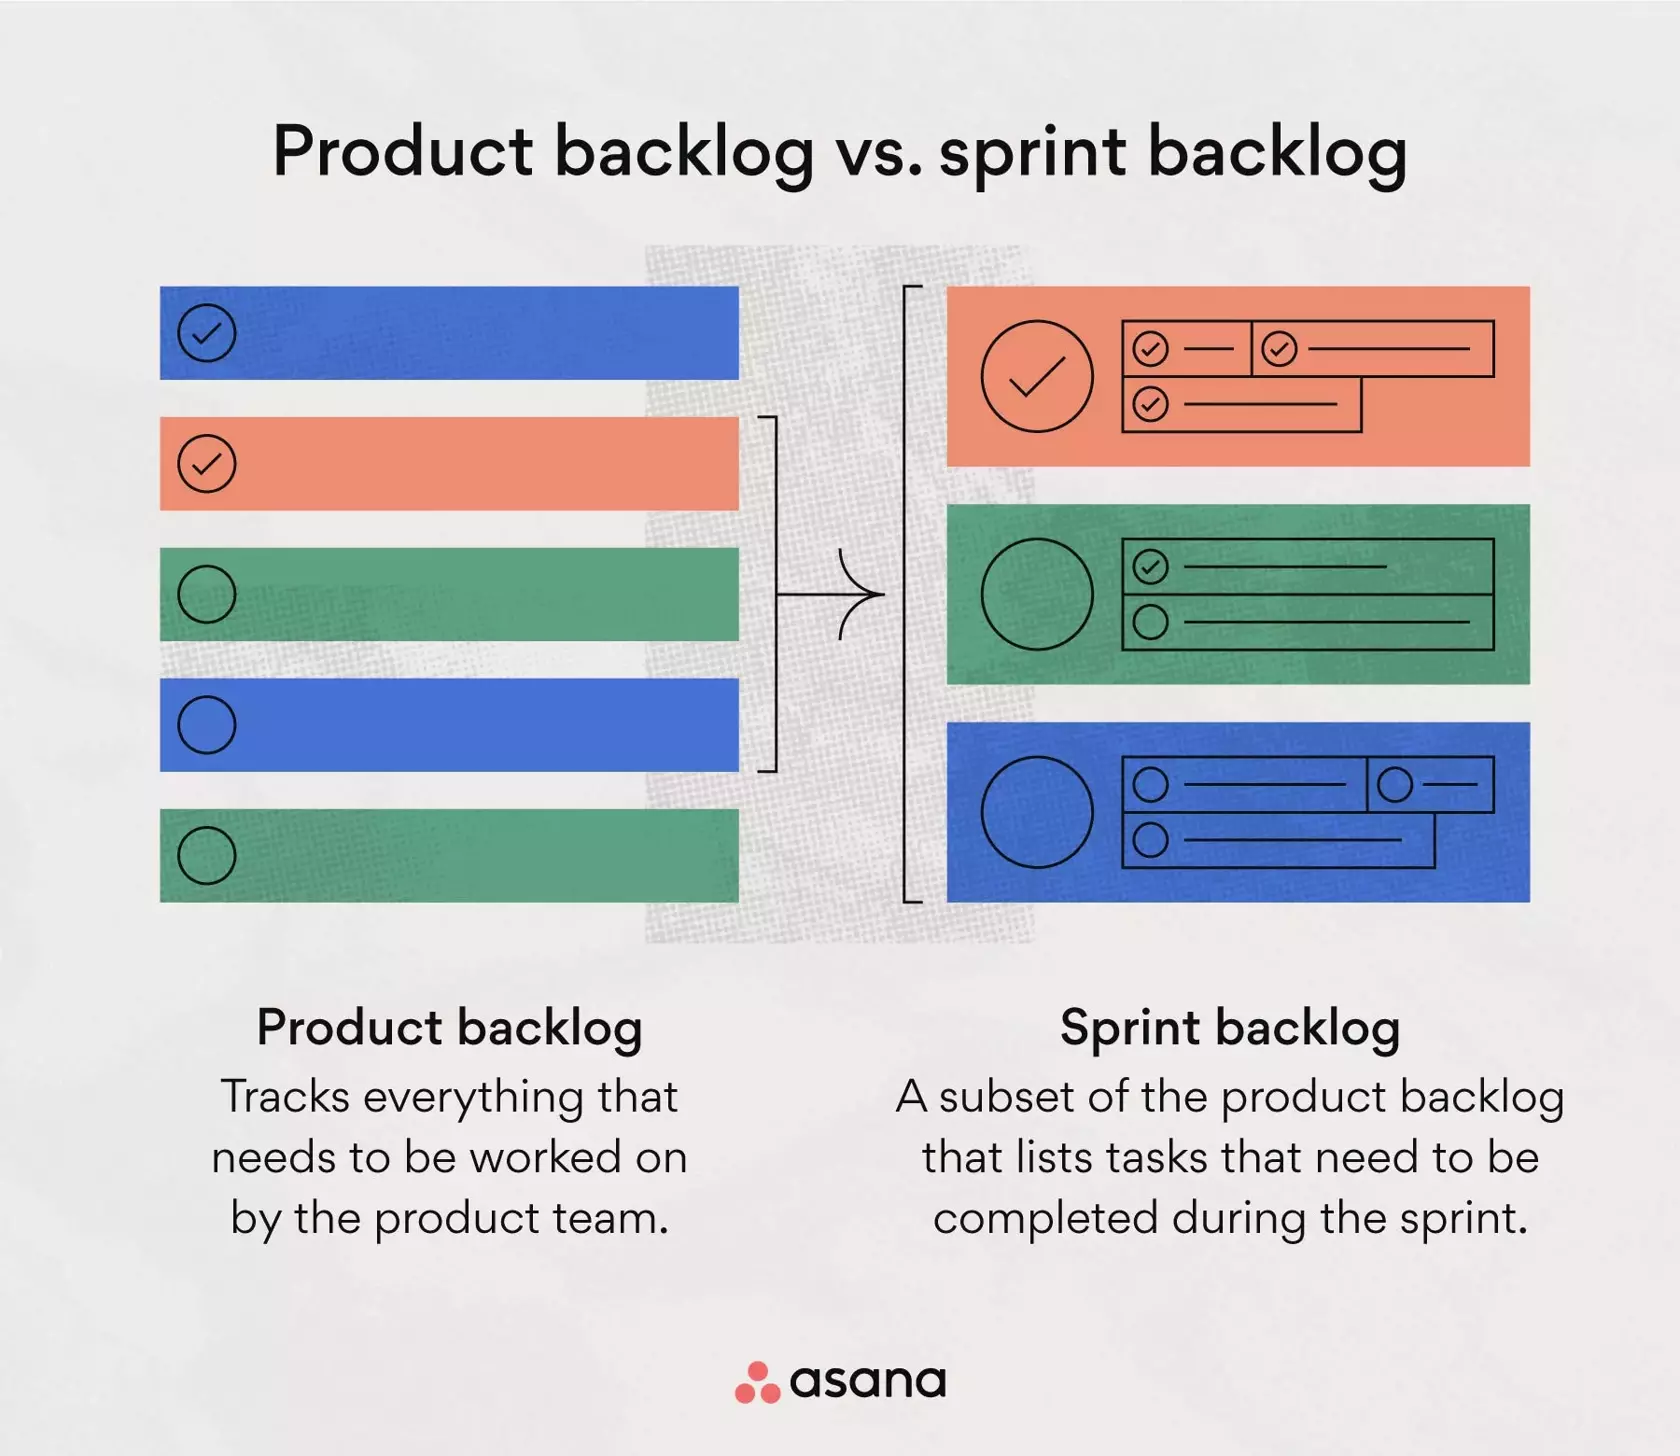 Product backlog vs. sprint backlog
Product backlog
Tracks everything that
needs to be worked on
by the product team.
Sprint backlog
A subset of the product backlog
that lists tasks that need to be
completed during the sprint.
asana